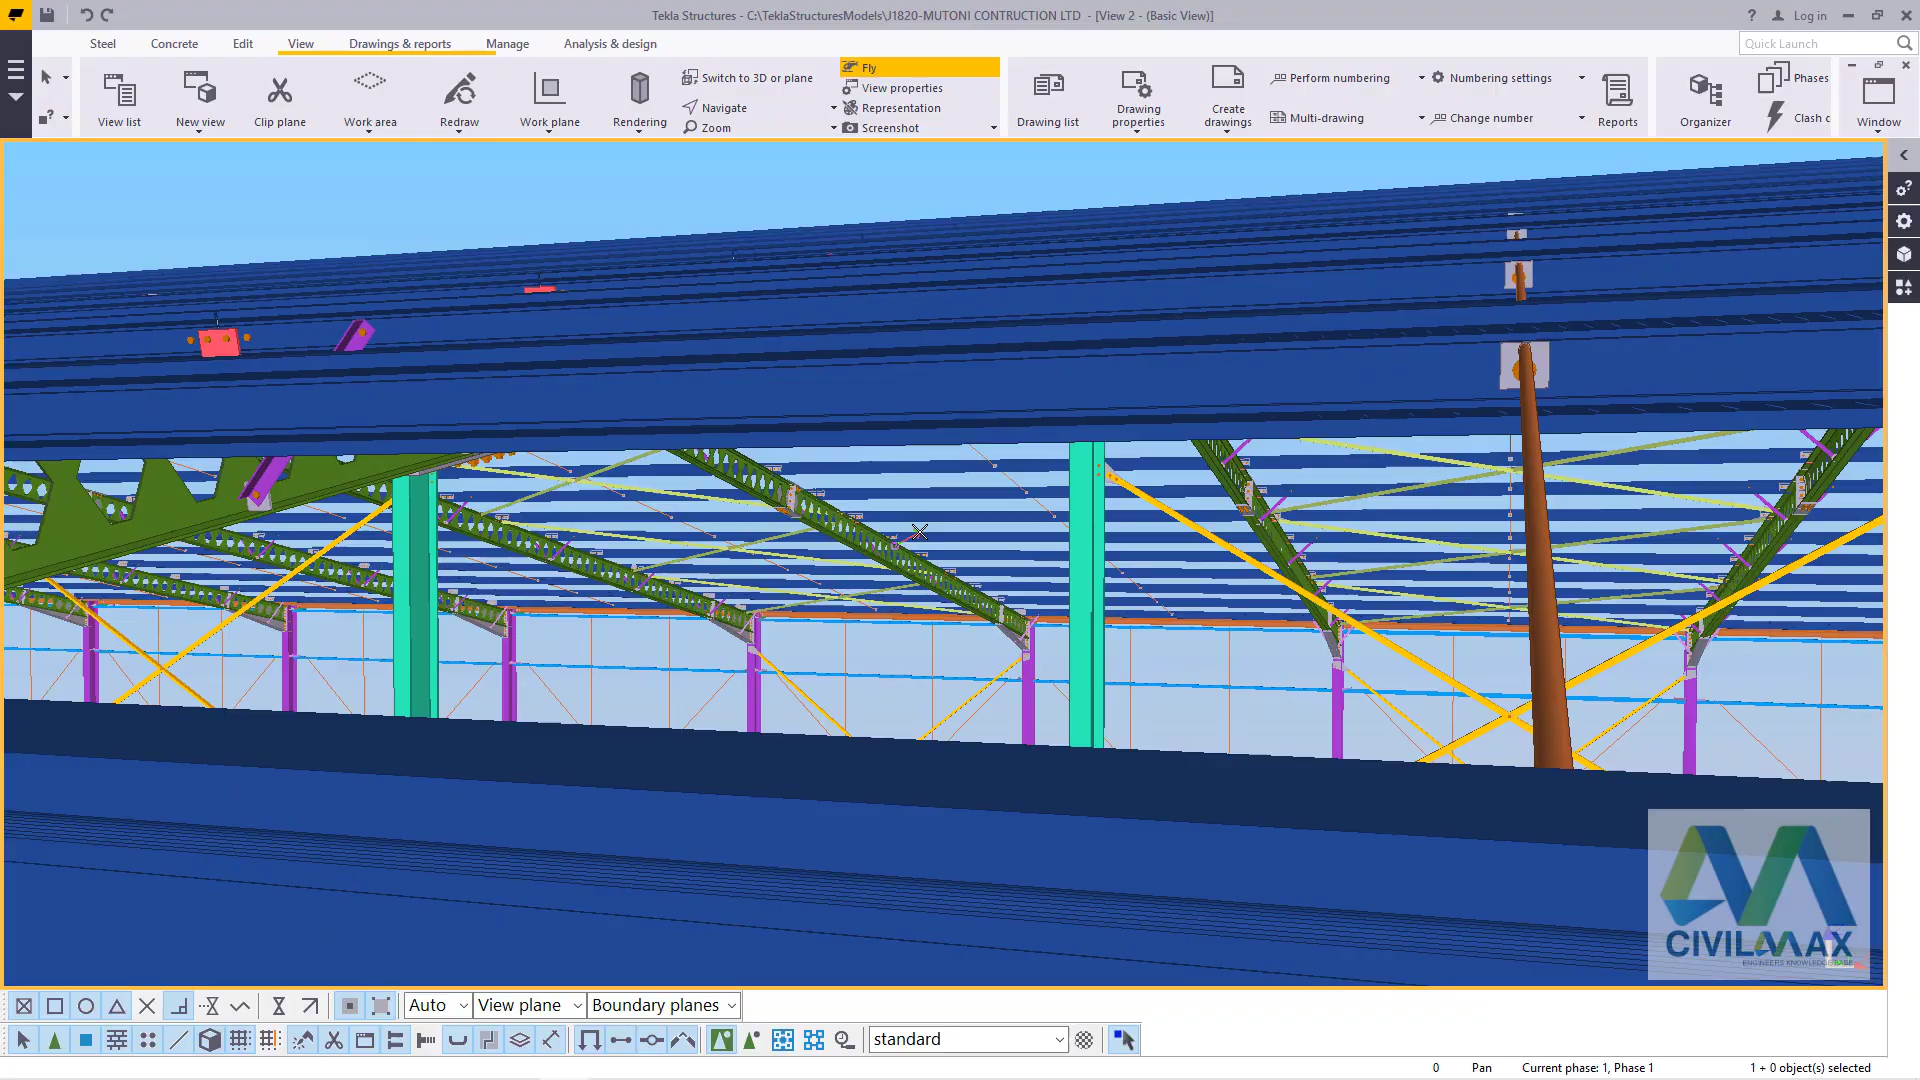 Tekla Structures - C:\TeklaStructuresModels\J1820-MUTONI CONTRUCTION LTD - [View 2 - (Basic View)]
? Log in
Steel Concrete Edit View Drawings & reports Manage Analysis & design
Quick Launch
View list
New view
Clip plane
Work area
Redraw
Work plane
Rendering
Switch to 3D or plane
Navigate
Zoom
Fly
View properties
Representation
Screenshot
Drawing list
Drawing properties
Create drawings
Perform numbering
Multi-drawing
Numbering settings
Change number
Reports
Organizer
Phases
Clash c
Window
CIVILMAX
ENGINEERS KNOWLEDGE BASE
Auto View plane Boundary planes
standard
0 Pan Current phase: 1, Phase 1 1 + 0 object(s) selected